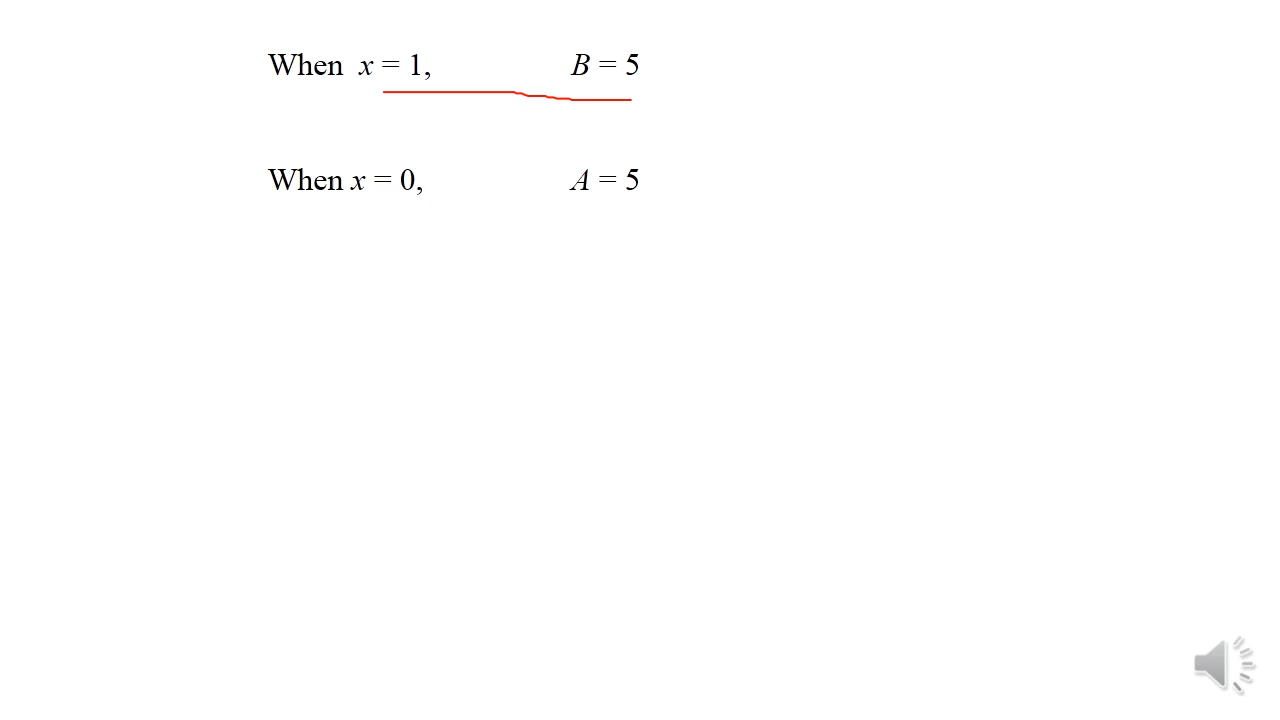 When x = 1, B = 5
When x = 0, A = 5